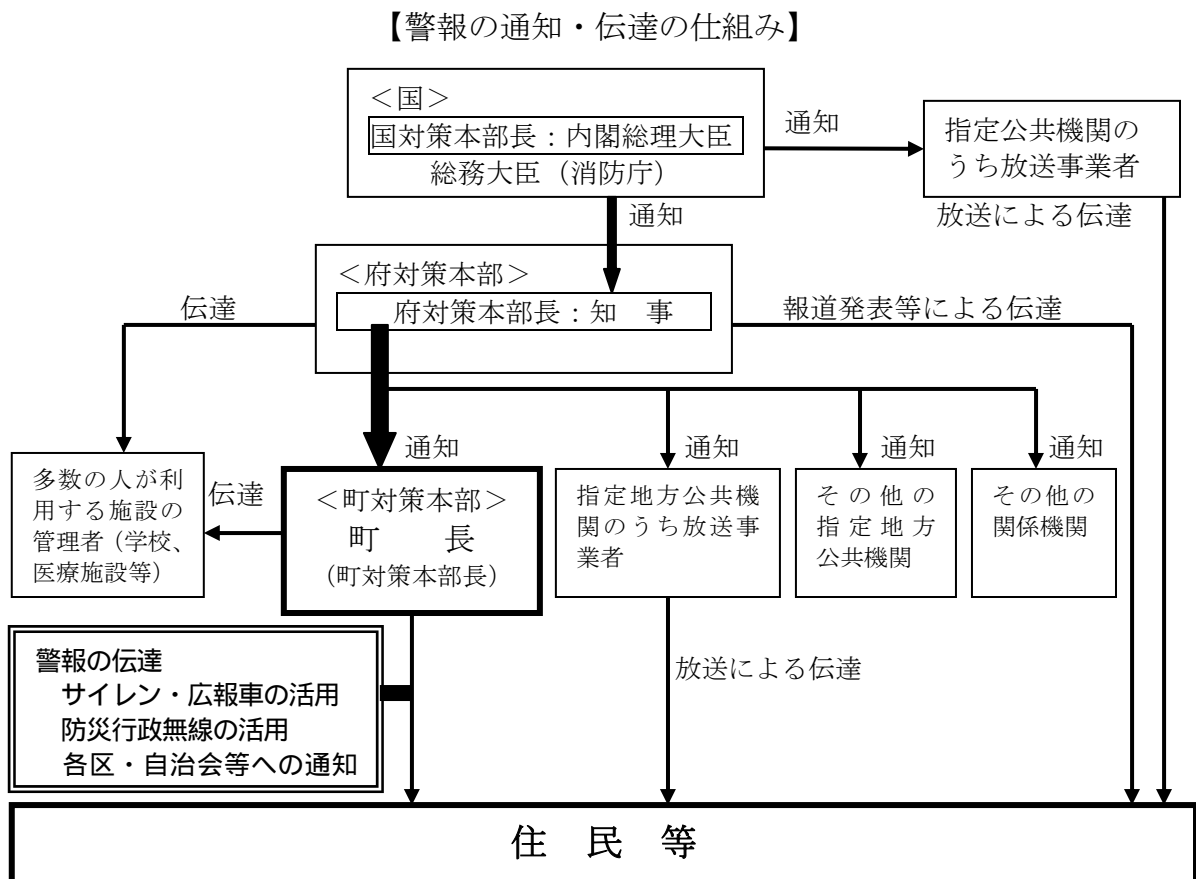 【警報の通知・伝達の仕組み】
<国>
国対策本部長：内閣総理大臣
総務大臣（消防庁）
通知
指定公共機関の
うち放送事業者
放送による伝達
通知
<府対策本部>
府対策本部長：知　事
伝達
報道発表等による伝達
通知
通知
通知
通知
多数の人が利
用する施設の
管理者（学校、
医療施設等）
伝達
<町対策本部>
町　　長
（町対策本部長）
指定地方公共機
関のうち放送事
業者
その他の
指定地方
公共機関
その他の
関係機関
警報の伝達
サイレン・広報車の活用
防災行政無線の活用
各区・自治会等への通知
放送による伝達
住　民　等